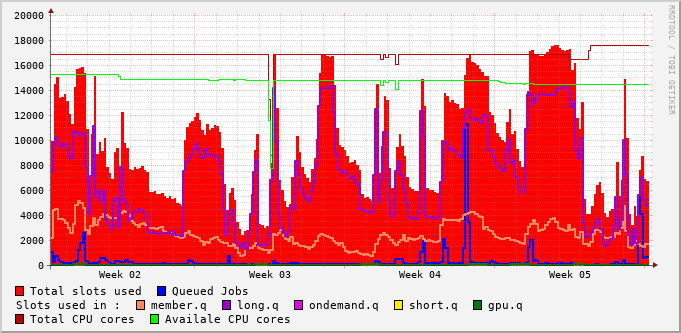 20000
18000
16000
14000
12000
10000
8000
6000
4000
2000
0
Week 02 Week 03 Week 04 Week 05
RRDTOOL / TOBI OETIKER
Total slots used Queued Jobs
Slots used in : member.q long.q ondemand.q short.q gpu.q
Total CPU cores Availale CPU cores